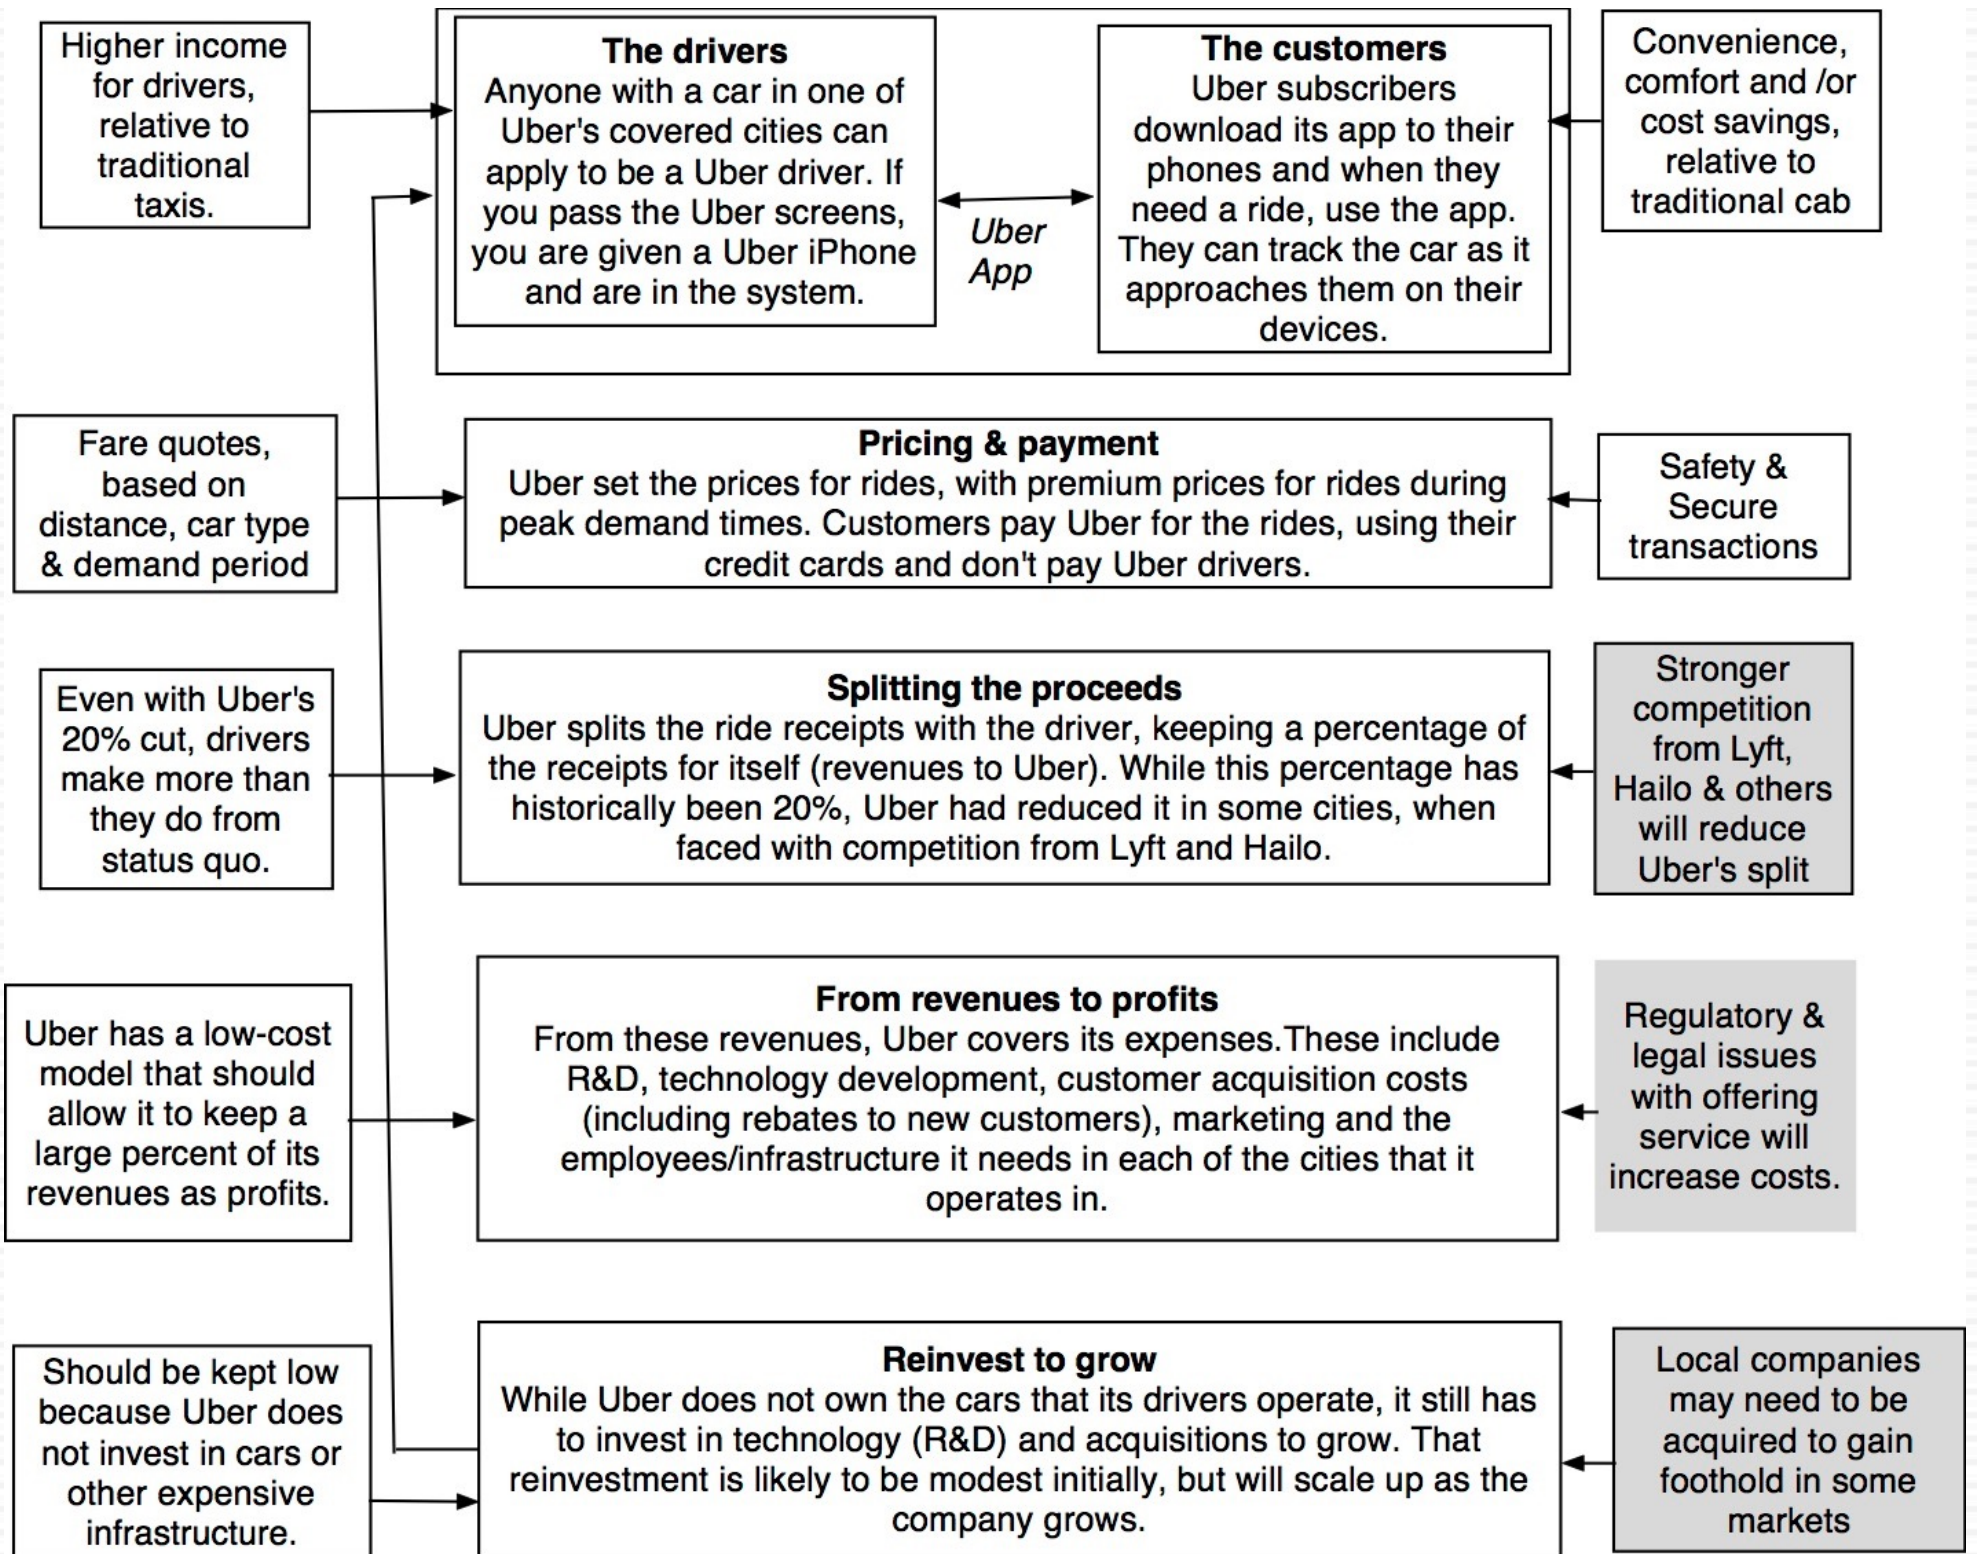 Higher income
for drivers,
relative to
traditional
taxis.
The drivers
Anyone with a car in one of
Uber's covered cities can
apply to be a Uber driver. If
you pass the Uber screens,
you are given a Uber iPhone
and are in the system.
Uber
App
The customers
Uber subscribers
download its app to their
phones and when they
need a ride, use the app.
They can track the car as it
approaches them on their
devices.
Convenience,
comfort and /or
cost savings,
relative to
traditional cab
Fare quotes,
based on
distance, car type
& demand period
Pricing & payment
Uber set the prices for rides, with premium prices for rides during
peak demand times. Customers pay Uber for the rides, using their
credit cards and don't pay Uber drivers.
Safety &
Secure
transactions
Even with Uber's
20% cut, drivers
make more than
they do from
status quo.
Splitting the proceeds
Uber splits the ride receipts with the driver, keeping a percentage of
the receipts for itself (revenues to Uber). While this percentage has
historically been 20%, Uber had reduced it in some cities, when
faced with competition from Lyft and Hailo.
Stronger
competition
from Lyft,
Hailo & others
will reduce
Uber's split
Uber has a low-cost
model that should
allow it to keep a
large percent of its
revenues as profits.
From revenues to profits
From these revenues, Uber covers its expenses.These include
R&D, technology development, customer acquisition costs
(including rebates to new customers), marketing and the
employees/infrastructure it needs in each of the cities that it
operates in.
Regulatory &
legal issues
with offering
service will
increase costs.
Should be kept low
because Uber does
not invest in cars or
other expensive
infrastructure.
Reinvest to grow
While Uber does not own the cars that its drivers operate, it still has
to invest in technology (R&D) and acquisitions to grow. That
reinvestment is likely to be modest initially, but will scale up as the
company grows.
Local companies
may need to be
acquired to gain
foothold in some
markets